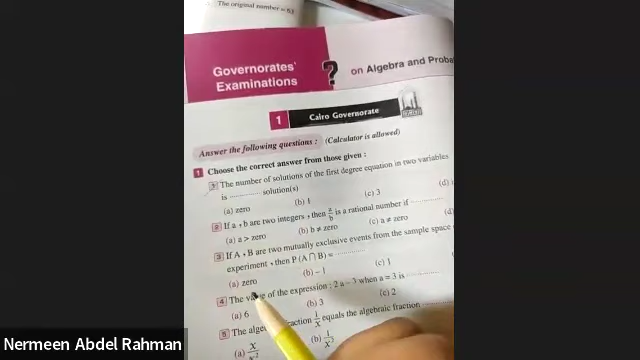 The original number = 63
Governorates'
Examinations
?
on Algebra and Proba
1 Cairo Governorate
Answer the following questions : (Calculator is allowed)
1 Choose the correct answer from those given :
1 The number of solutions of the first degree equation in two variables
is ............ solution(s)
(a) zero (b) 1 (c) 3 (d)
2 If a , b are two integers , then a/b is a rational number if ............
(a) a > zero (b) b ≠ zero (c) a ≠ zero (d)
3 If A , B are two mutually exclusive events from the sample space
experiment , then P (A ∩ B) = ............
(a) zero (b) – 1 (c) 1
4 The value of the expression : 2 a – 3 when a = 3 is ............
(a) 6 (b) 3 (c) 2
5 The algebraic fraction 1/x equals the algebraic fraction ............
(a) x/x² (b) 1/x²
Nermeen Abdel Rahman